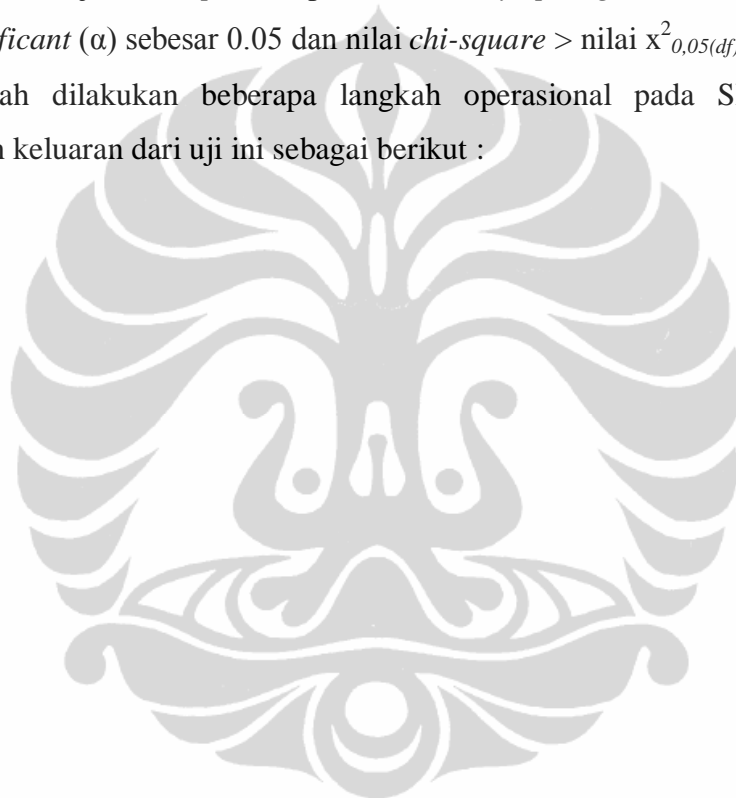 ficant (α) sebesar 0.05 dan nilai chi-square > nilai x²0,05(df)
ah dilakukan beberapa langkah operasional pada S
n keluaran dari uji ini sebagai berikut :